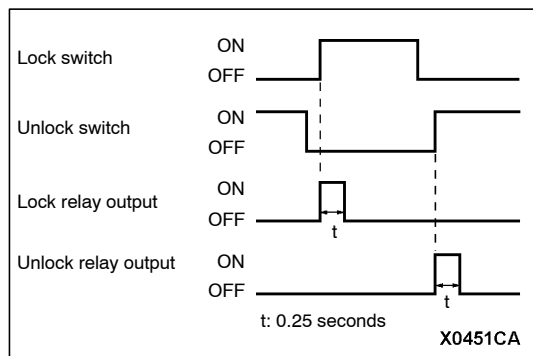 Lock switch ON
OFF
Unlock switch ON
OFF
Lock relay output ON
OFF
t
Unlock relay output ON
OFF
t
t: 0.25 seconds
X0451CA